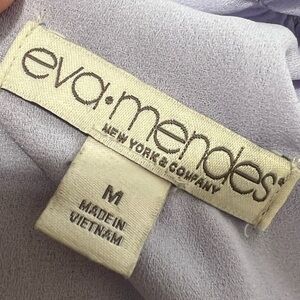 eva•mendes
NEW YORK & COMPANY
M
MADE IN
VIETNAM